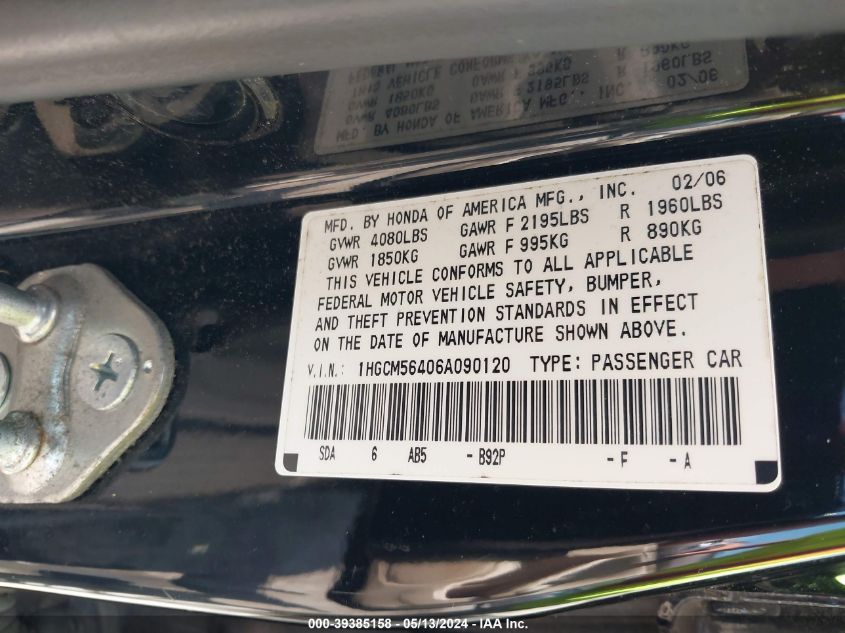 MFD. BY HONDA OF AMERICA MFG., INC. 02/06
GVWR 4080LBS GAWR F 2195LBS R 1960LBS
GVWR 1850KG GAWR F 995KG R 890KG
THIS VEHICLE CONFORMS TO ALL APPLICABLE
FEDERAL MOTOR VEHICLE SAFETY, BUMPER,
AND THEFT PREVENTION STANDARDS IN EFFECT
ON THE DATE OF MANUFACTURE SHOWN ABOVE.
V.I.N.: 1HGCM56406A090120 TYPE: PASSENGER CAR
SDA 6 AB5 - B92P - F - A
000-39385158 - 05/13/2024 - IAA Inc.